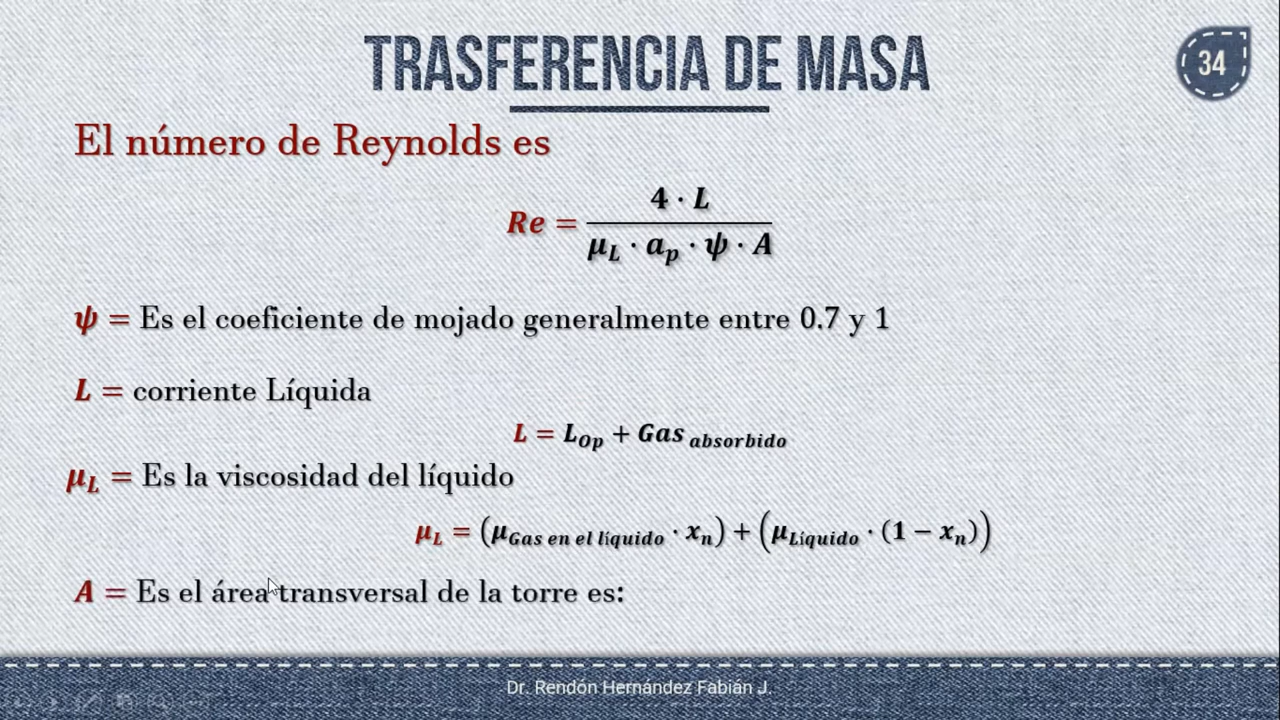 TRASFERENCIA DE MASA
34
El número de Reynolds es
Re = 4 · L / μL · ap · ψ · A
ψ = Es el coeficiente de mojado generalmente entre 0.7 y 1
L = corriente Líquida
L = LOp + Gas absorbido
μL = Es la viscosidad del líquido
μL = (μGas en el líquido · xn) + (μLíquido · (1 − xn))
A = Es el área transversal de la torre es:
Dr. Rendón Hernández Fabián J.